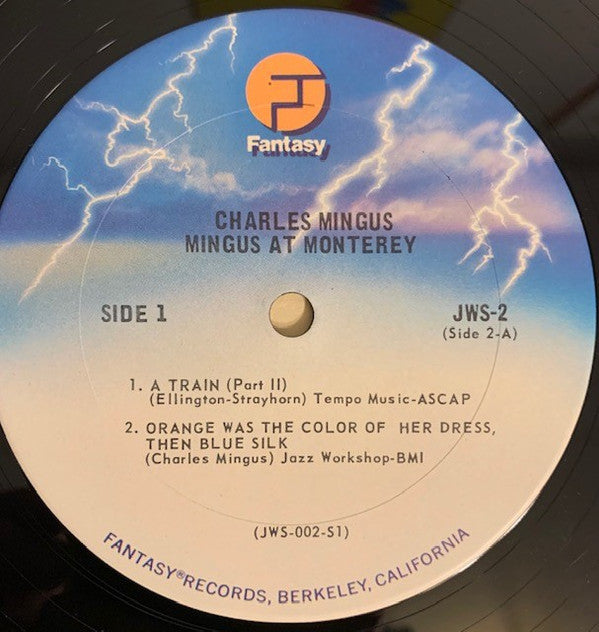 Fantasy
CHARLES MINGUS
MINGUS AT MONTEREY
SIDE 1
JWS-2
(Side 2-A)
1. A TRAIN (Part II)
(Ellington-Strayhorn) Tempo Music-ASCAP
2. ORANGE WAS THE COLOR OF HER DRESS,
THEN BLUE SILK
(Charles Mingus) Jazz Workshop-BMI
(JWS-002-S1)
FANTASY® RECORDS, BERKELEY, CALIFORNIA